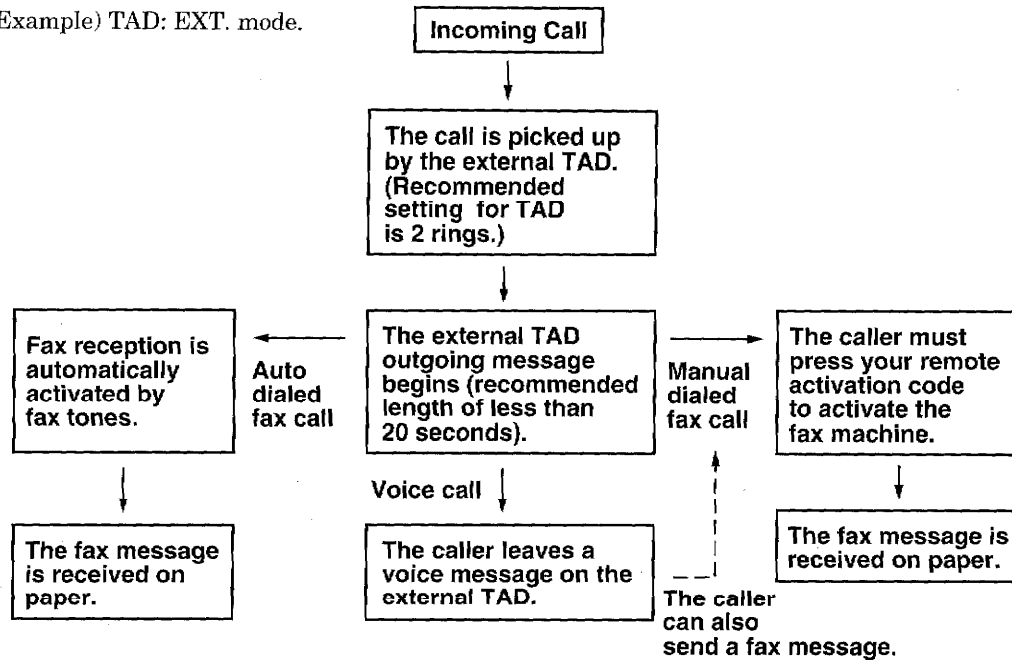 Example) TAD: EXT. mode.
Incoming Call
The call is picked up
by the external TAD.
(Recommended
setting for TAD
is 2 rings.)
Fax reception is
automatically
activated by
fax tones.
Auto
dialed
fax call
The external TAD
outgoing message
begins (recommended
length of less than
20 seconds).
Manual
dialed
fax call
The caller must
press your remote
activation code
to activate the
fax machine.
Voice call
The fax message
is received on
paper.
The caller leaves a
voice message on the
external TAD.
The caller
can also
send a fax message.
The fax message is
received on paper.